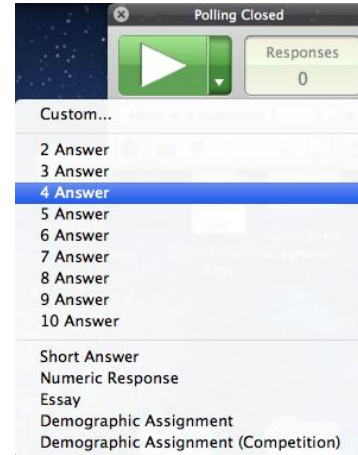 Polling Closed
Responses
0
Custom...
2 Answer
3 Answer
4 Answer
5 Answer
6 Answer
7 Answer
8 Answer
9 Answer
10 Answer
Short Answer
Numeric Response
Essay
Demographic Assignment
Demographic Assignment (Competition)